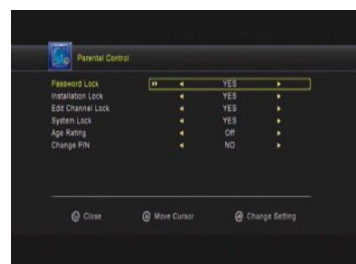 Parental Control
Password Lock YES
Installation Lock YES
Edit Channel Lock YES
System Lock YES
Age Rating Off
Change PIN NO
Close Move Cursor Change Setting